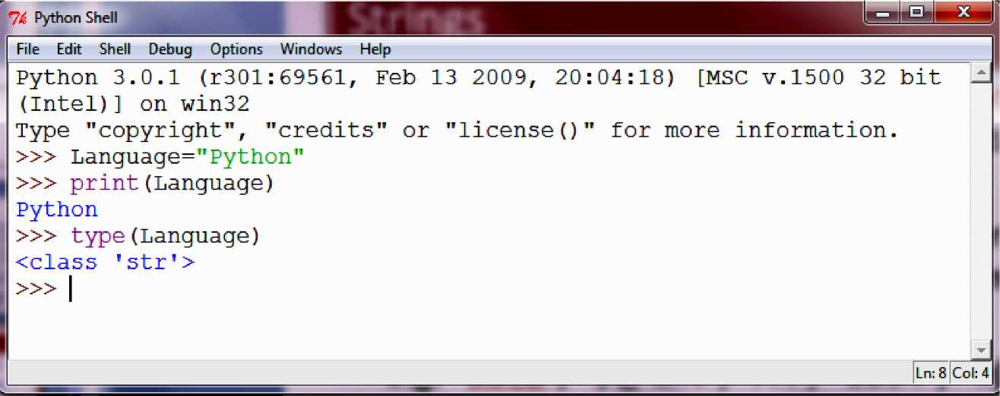 Strings
Python Shell
File Edit Shell Debug Options Windows Help
Python 3.0.1 (r301:69561, Feb 13 2009, 20:04:18) [MSC v.1500 32 bit
(Intel)] on win32
Type "copyright", "credits" or "license()" for more information.
>>> Language="Python"
>>> print(Language)
Python
>>> type(Language)
<class 'str'>
>>>
Ln: 8 Col: 4